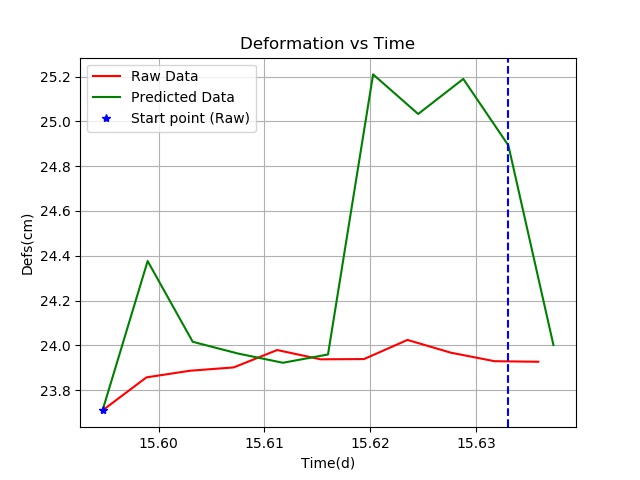 Deformation vs Time
Raw Data
Predicted Data
Start point (Raw)
25.2
25.0
24.8
24.6
24.4
24.2
24.0
23.8
Defs(cm)
15.60 15.61 15.62 15.63
Time(d)